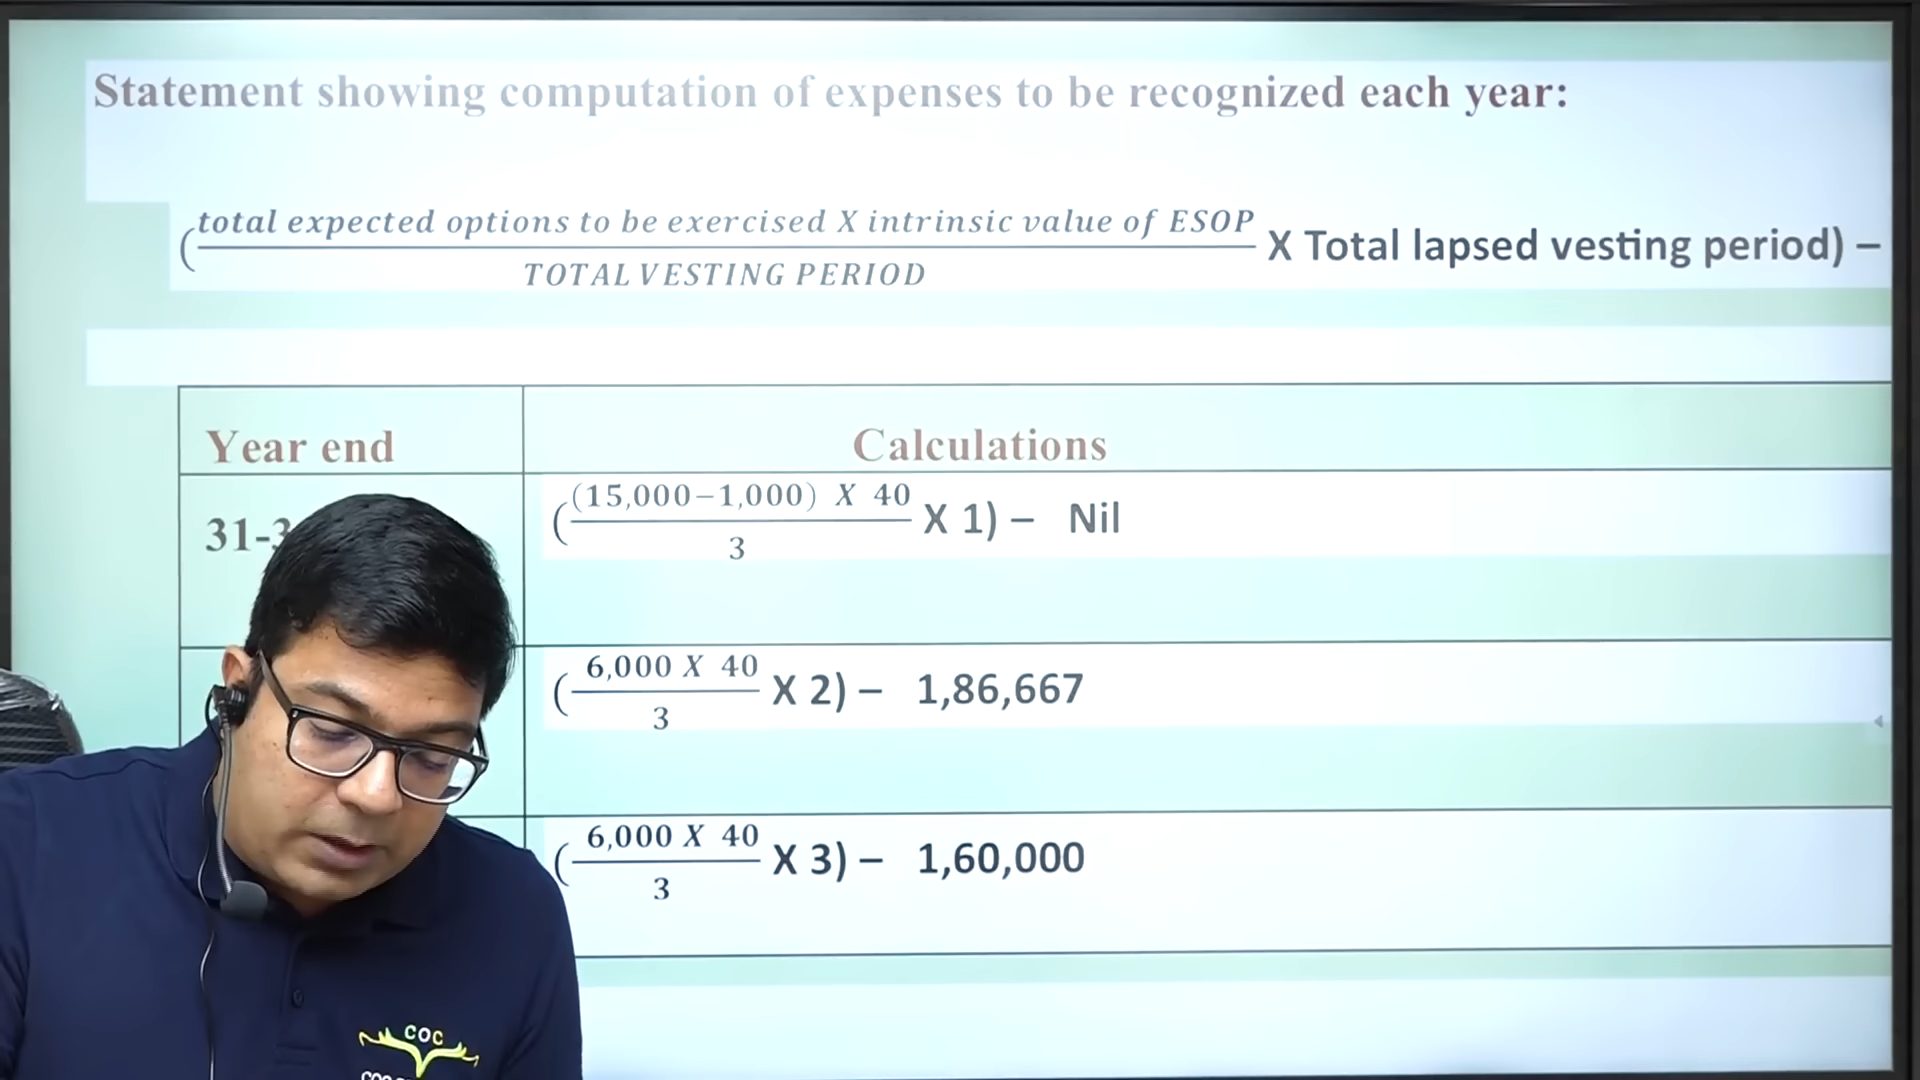 Statement showing computation of expenses to be recognized each year:
(total expected options to be exercised X intrinsic value of ESOP / TOTAL VESTING PERIOD X Total lapsed vesting period) –
Year end Calculations
31-3 ((15,000−1,000) X 40 / 3 X 1) – Nil
(6,000 X 40 / 3 X 2) – 1,86,667
(6,000 X 40 / 3 X 3) – 1,60,000
COC